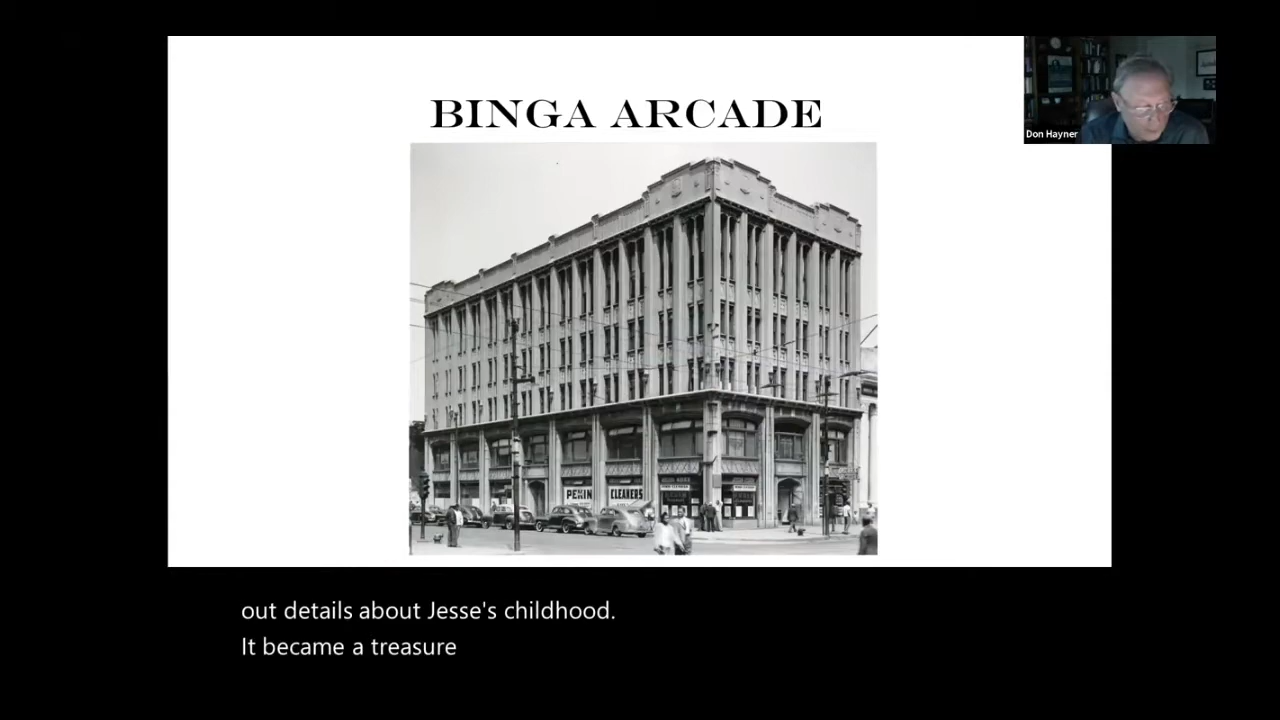 BINGA ARCADE
Don Hayner
PEKIN CLEANERS
out details about Jesse's childhood.
It became a treasure